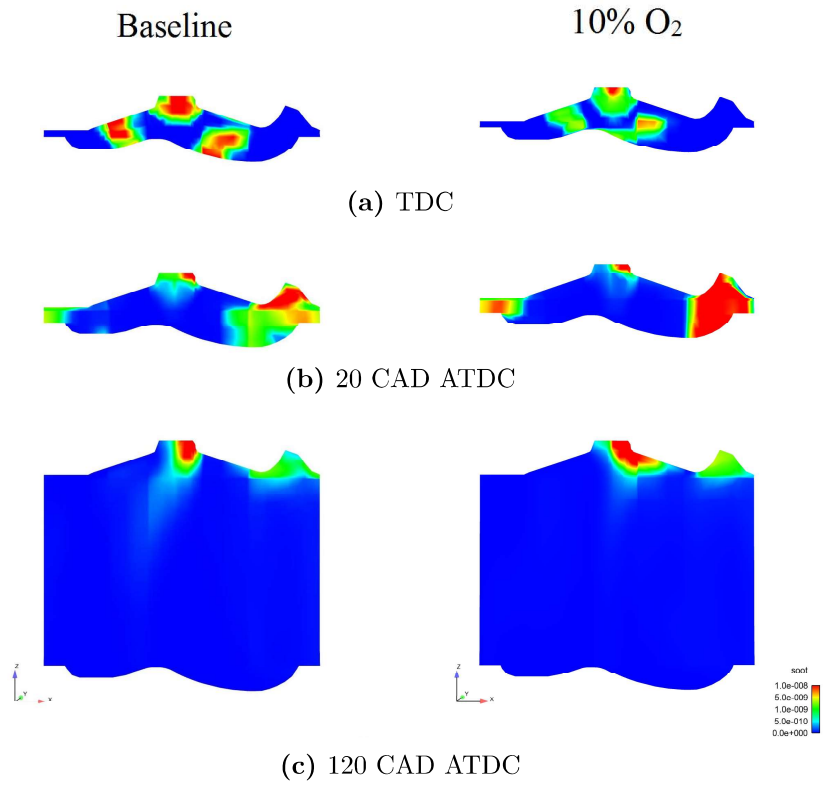 Baseline
10% O₂
(a) TDC
(b) 20 CAD ATDC
Z
Y
Z
Y
X
soot
1.0e-008
5.0e-009
1.0e-009
5.0e-010
0.0e+000
(c) 120 CAD ATDC